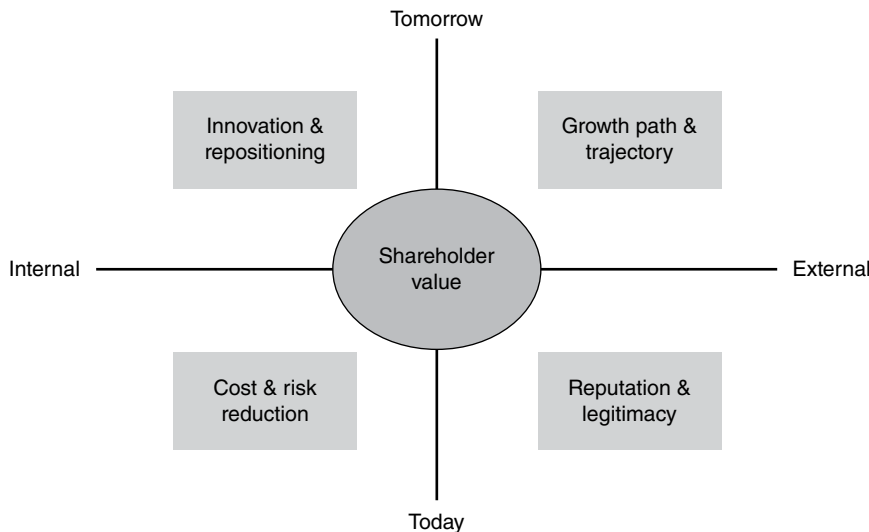 Tomorrow
Innovation &
repositioning
Growth path &
trajectory
Internal
Shareholder
value
External
Cost & risk
reduction
Reputation &
legitimacy
Today